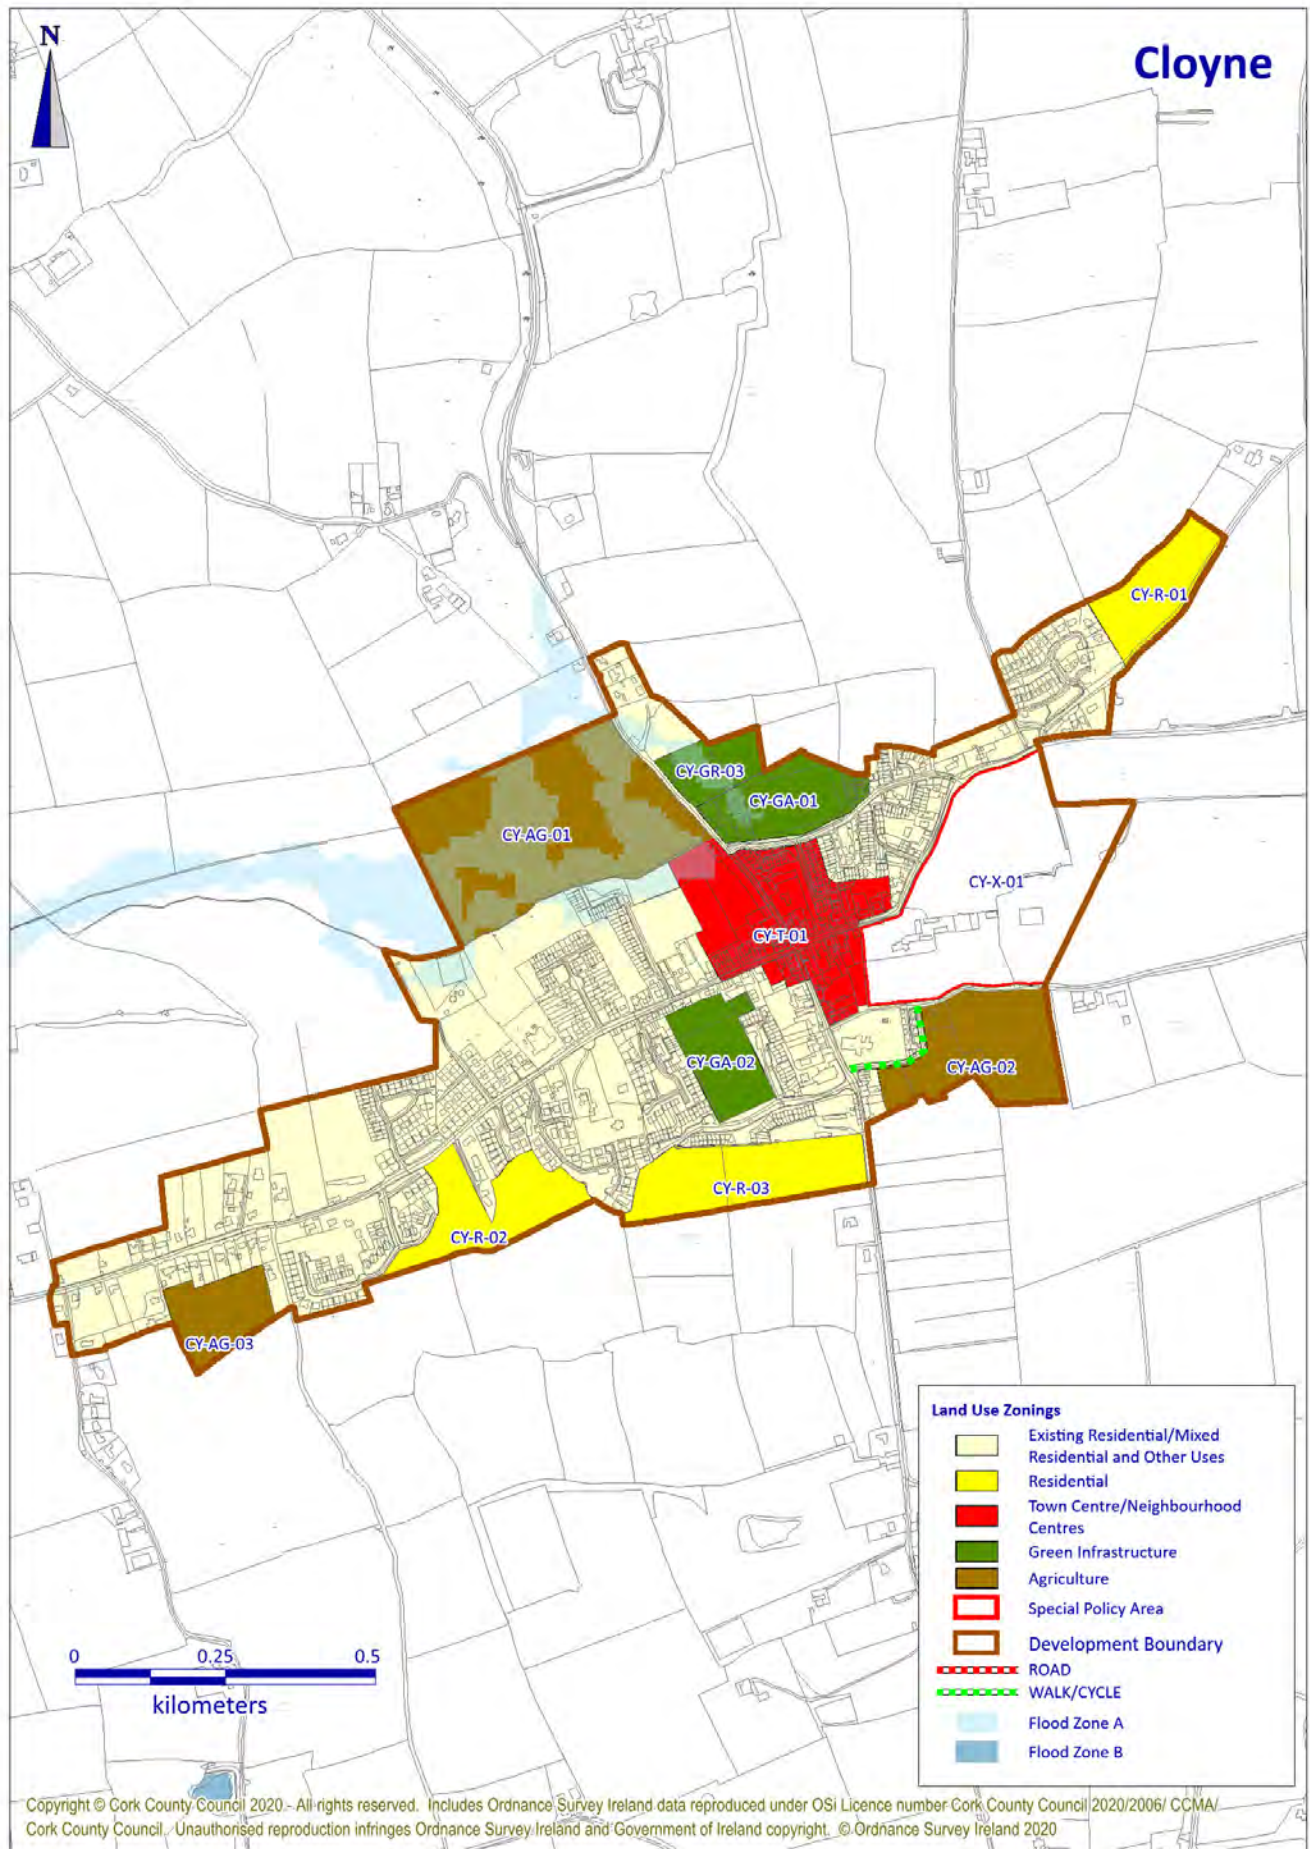 N
Cloyne
CY-R-01
CY-GR-03
CY-GA-01
CY-AG-01
CY-X-01
CY-T-01
CY-GA-02
CY-AG-02
CY-R-03
CY-R-02
CY-AG-03
Land Use Zonings
Existing Residential/Mixed
Residential and Other Uses
Residential
Town Centre/Neighbourhood
Centres
Green Infrastructure
Agriculture
Special Policy Area
Development Boundary
ROAD
WALK/CYCLE
Flood Zone A
Flood Zone B
0 0.25 0.5
kilometers
Copyright © Cork County Council 2020.- All rights reserved. Includes Ordnance Survey Ireland data reproduced under OSi Licence number Cork County Council 2020/2006/ CCMA/
Cork County Council. Unauthorised reproduction infringes Ordnance Survey Ireland and Government of Ireland copyright. © Ordnance Survey Ireland 2020